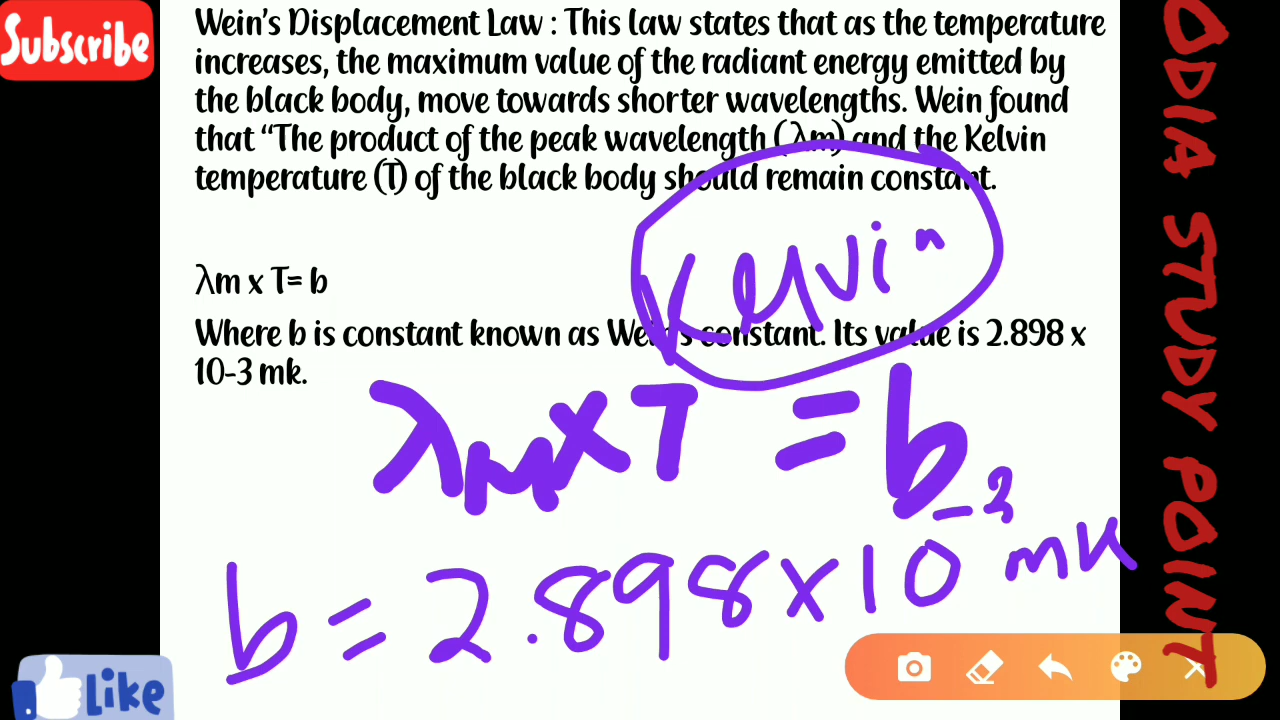 Subscribe
Wein's Displacement Law : This law states that as the temperature
increases, the maximum value of the radiant energy emitted by
the black body, move towards shorter wavelengths. Wein found
that “The product of the peak wavelength (λm) and the Kelvin
temperature (T) of the black body should remain constant.
Kelvin
λm x T= b
Where b is constant known as Wein's constant. Its value is 2.898 x
10-3 mk.
λm x T = b
b = 2.898 x 10⁻³ mk
Like
ODIA STUDY POINT